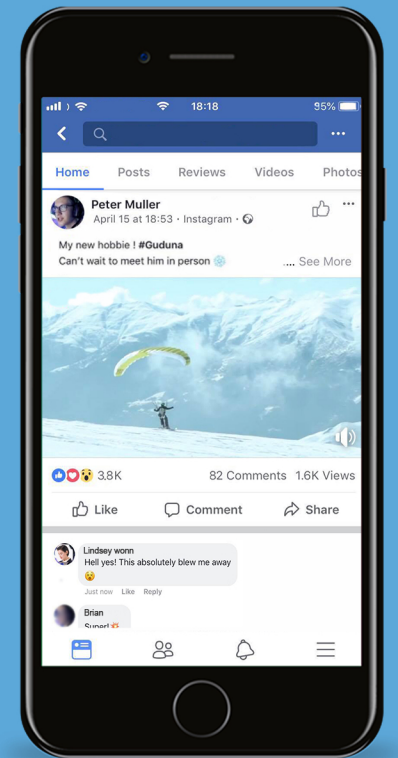 18:18
95%
Home Posts Reviews Videos Photos
Peter Muller
April 15 at 18:53 · Instagram ·
My new hobbie ! #Guduna
Can't wait to meet him in person
.... See More
3,8K
82 Comments 1.6K Views
Like Comment Share
Lindsey wonn
Hell yes! This absolutely blew me away
Just now Like Reply
Brian
Super!